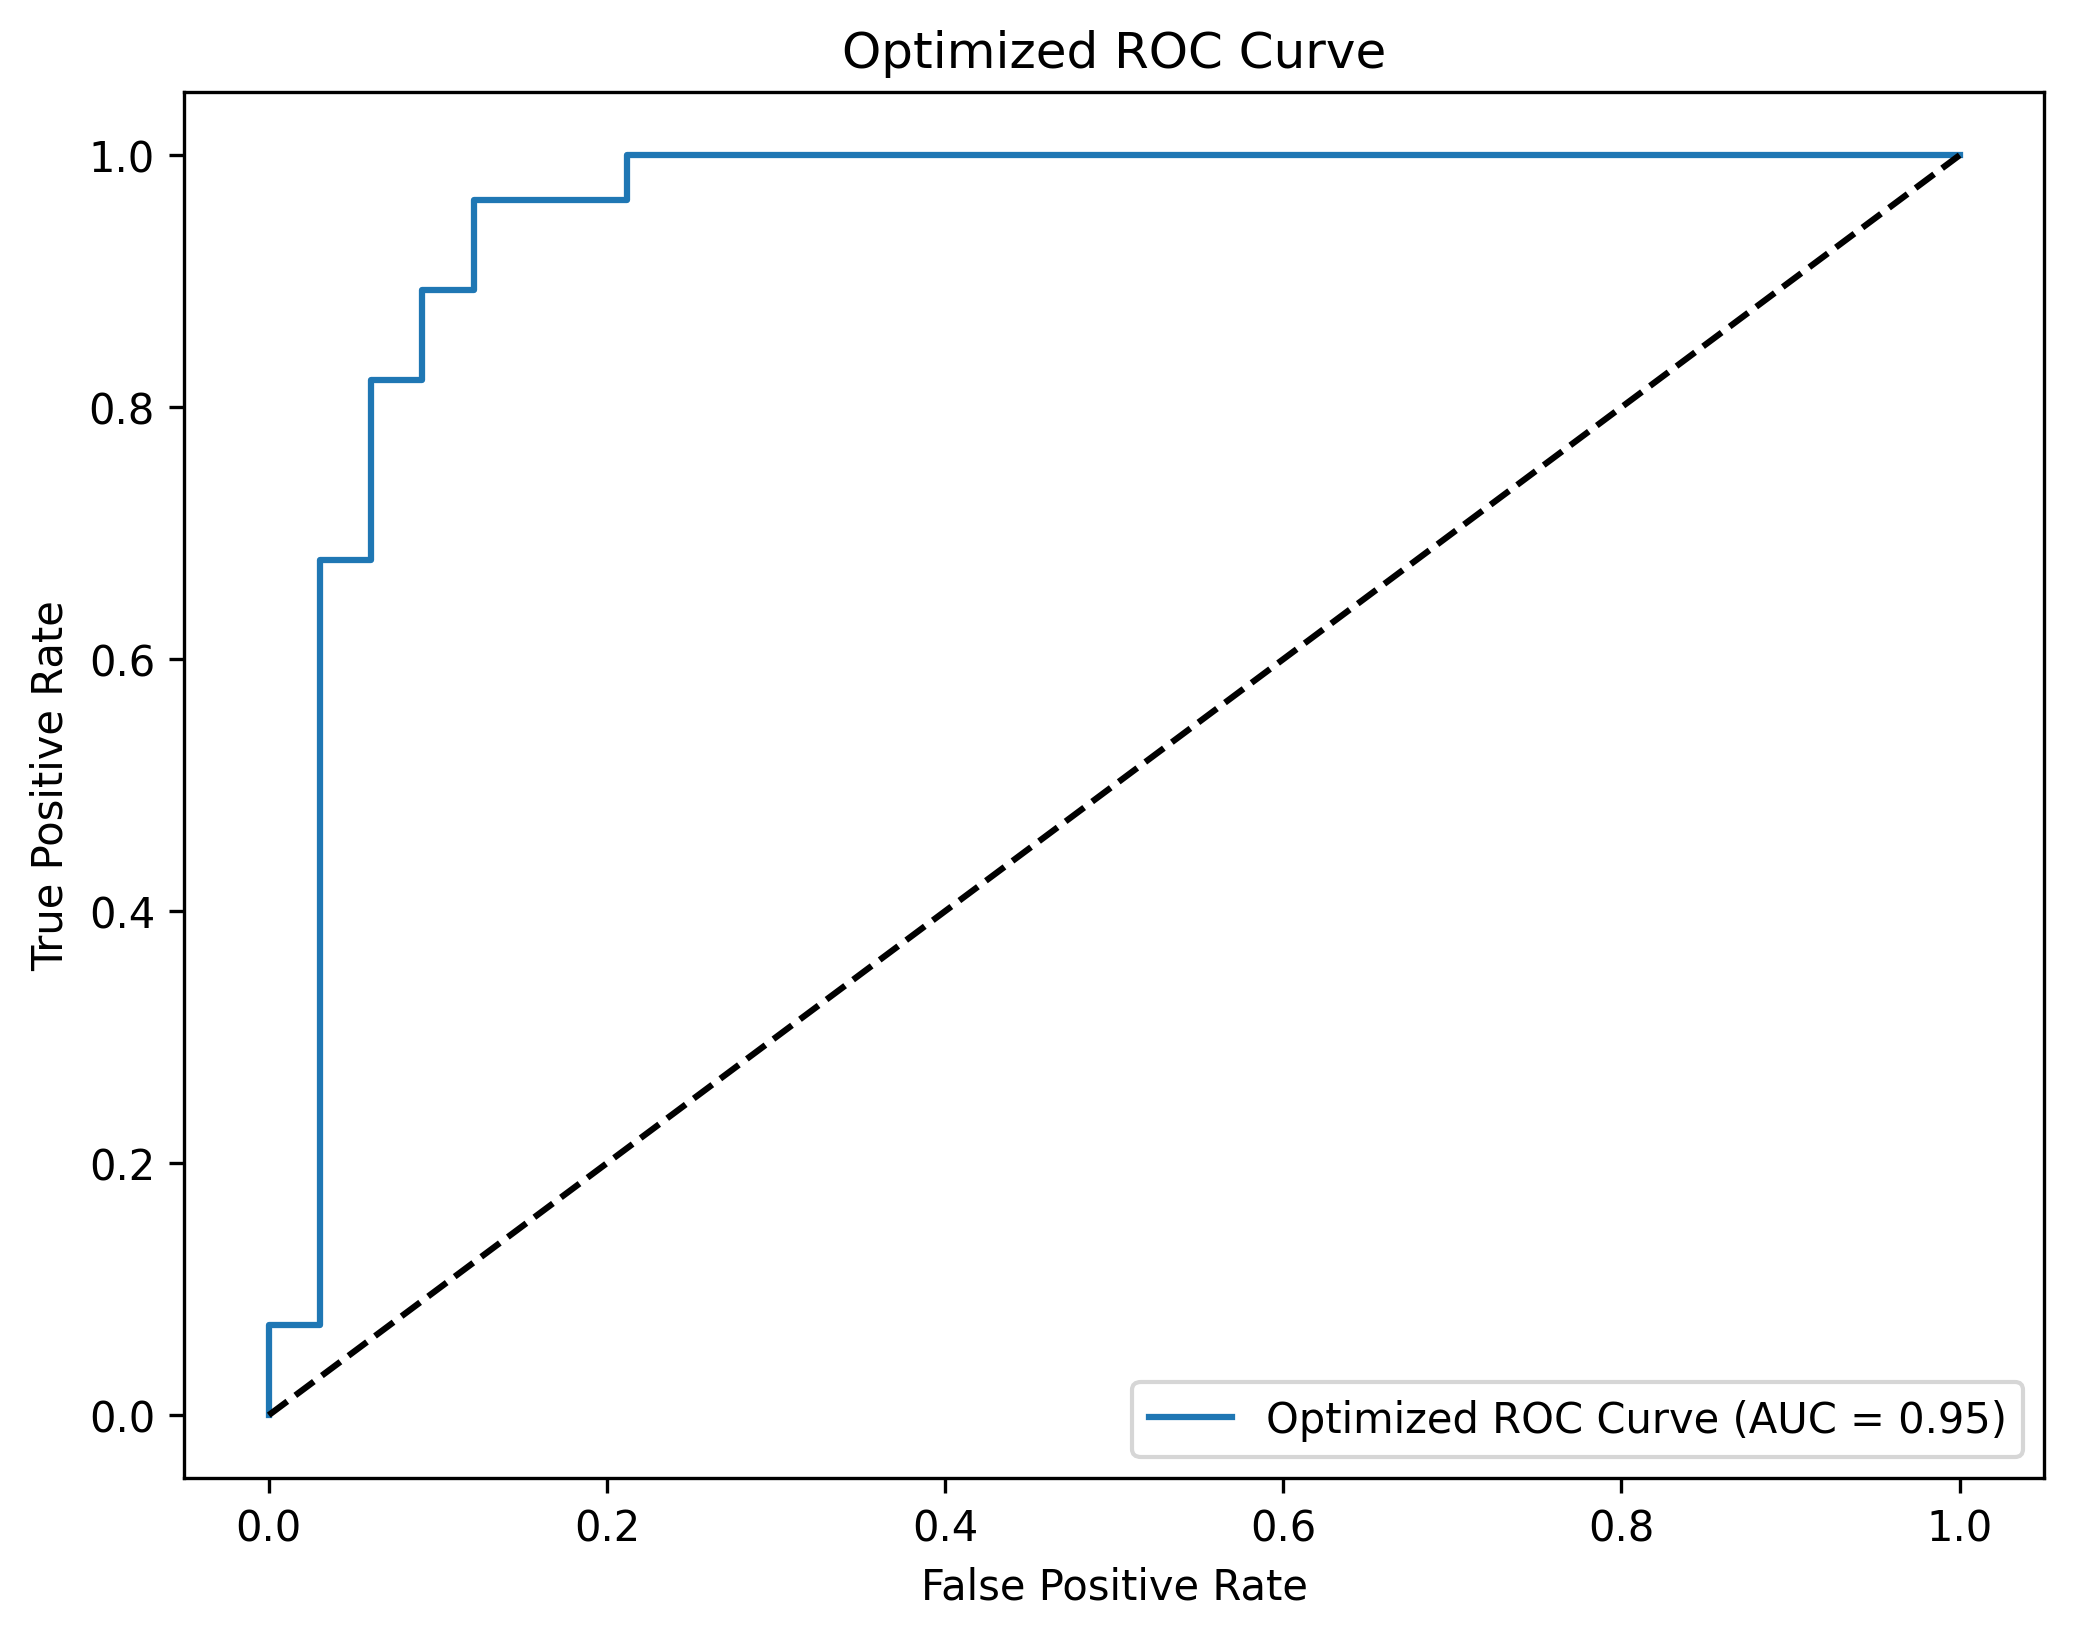 Optimized ROC Curve
1.0
0.8
0.6
0.4
0.2
0.0
True Positive Rate
Optimized ROC Curve (AUC = 0.95)
0.0 0.2 0.4 0.6 0.8 1.0
False Positive Rate